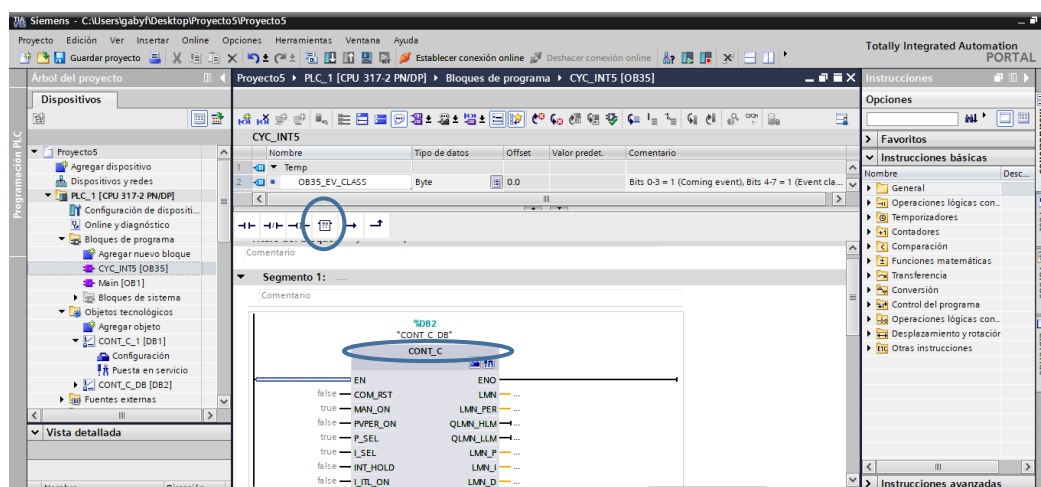 Siemens - C:\Users\gabyf\Desktop\Proyecto5\Proyecto5
Proyecto Edición Ver Insertar Online Opciones Herramientas Ventana Ayuda
Guardar proyecto Establecer conexión online Deshacer conexión online
Totally Integrated Automation
PORTAL
Árbol del proyecto
Dispositivos
Programación PLC
Proyecto5
Agregar dispositivo
Dispositivos y redes
PLC_1 [CPU 317-2 PN/DP]
Configuración de dispositi...
Online y diagnóstico
Bloques de programa
Agregar nuevo bloque
CYC_INT5 [OB35]
Main [OB1]
Bloques de sistema
Objetos tecnológicos
Agregar objeto
CONT_C_1 [DB1]
Configuración
Puesta en servicio
CONT_C_DB [DB2]
Fuentes externas
Vista detallada
Proyecto5 PLC_1 [CPU 317-2 PN/DP] Bloques de programa CYC_INT5 [OB35]
CYC_INT5
Nombre Tipo de datos Offset Valor predet. Comentario
1 Temp
2 OB35_EV_CLASS Byte 0.0 Bits 0-3 = 1 (Coming event), Bits 4-7 = 1 (Event cla...
??
Comentario
Segmento 1: .....
Comentario
%DB2
"CONT_C_DB"
CONT_C
EN ENO
false COM_RST LMN ...
true MAN_ON LMN_PER ...
false PVPER_ON QLMN_HLM ...
true P_SEL QLMN_LLM ...
true I_SEL LMN_P ...
false INT_HOLD LMN_I ...
false I_ITL_ON LMN_D ...
Instrucciones
Opciones
Favoritos
Instrucciones básicas
Nombre Desc...
General
Operaciones lógicas con..
Temporizadores
Contadores
Comparación
Funciones matemáticas
Transferencia
Conversión
Control del programa
Operaciones lógicas con..
Desplazamiento y rotación
Otras instrucciones
Instrucciones avanzadas